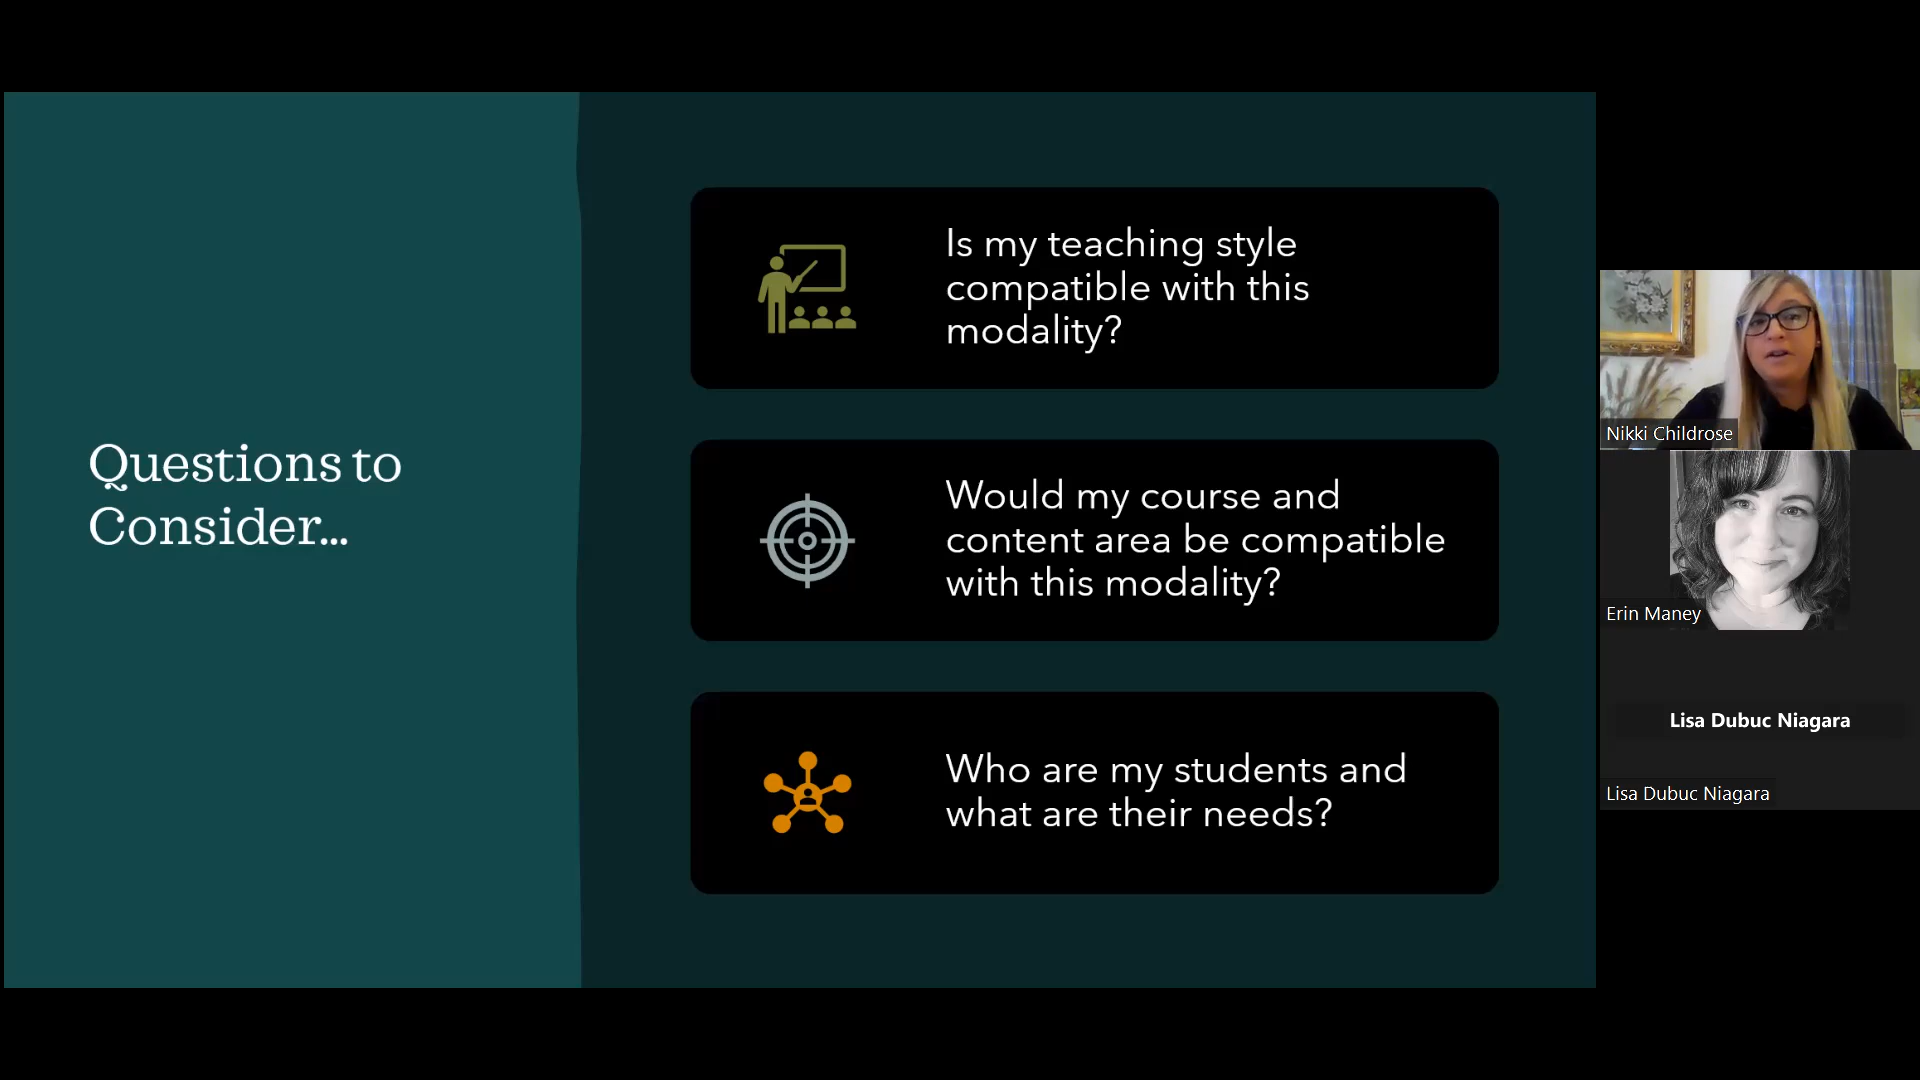 Questions to
Consider...
Is my teaching style
compatible with this
modality?
Would my course and
content area be compatible
with this modality?
Who are my students and
what are their needs?
Nikki Childrose
Erin Maney
Lisa Dubuc Niagara
Lisa Dubuc Niagara